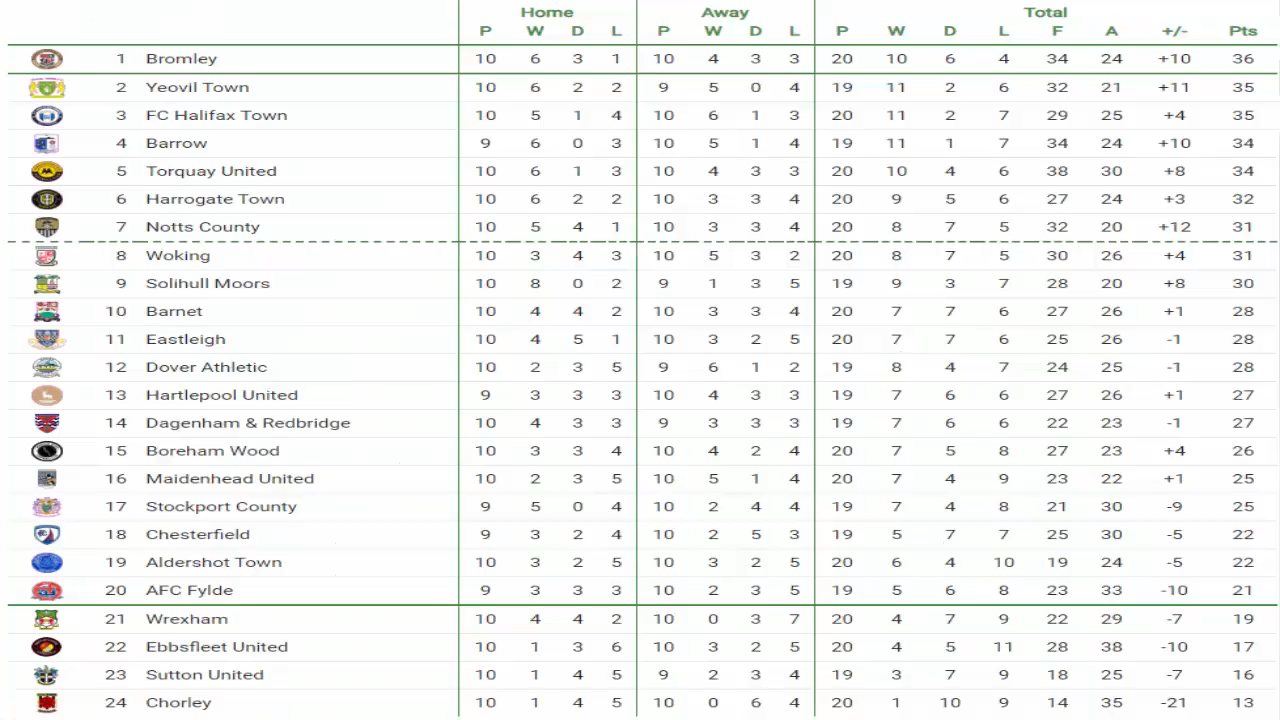 Home Away Total
P W D L P W D L P W D L F A +/- Pts
1 Bromley 10 6 3 1 10 4 3 3 20 10 6 4 34 24 +10 36
2 Yeovil Town 10 6 2 2 9 5 0 4 19 11 2 6 32 21 +11 35
3 FC Halifax Town 10 5 1 4 10 6 1 3 20 11 2 7 29 25 +4 35
4 Barrow 9 6 0 3 10 5 1 4 19 11 1 7 34 24 +10 34
5 Torquay United 10 6 1 3 10 4 3 3 20 10 4 6 38 30 +8 34
6 Harrogate Town 10 6 2 2 10 3 3 4 20 9 5 6 27 24 +3 32
7 Notts County 10 5 4 1 10 3 3 4 20 8 7 5 32 20 +12 31
8 Woking 10 3 4 3 10 5 3 2 20 8 7 5 30 26 +4 31
9 Solihull Moors 10 8 0 2 9 1 3 5 19 9 3 7 28 20 +8 30
10 Barnet 10 4 4 2 10 3 3 4 20 7 7 6 27 26 +1 28
11 Eastleigh 10 4 5 1 10 3 2 5 20 7 7 6 25 26 -1 28
12 Dover Athletic 10 2 3 5 9 6 1 2 19 8 4 7 24 25 -1 28
13 Hartlepool United 9 3 3 3 10 4 3 3 19 7 6 6 27 26 +1 27
14 Dagenham & Redbridge 10 4 3 3 9 3 3 3 19 7 6 6 22 23 -1 27
15 Boreham Wood 10 3 3 4 10 4 2 4 20 7 5 8 27 23 +4 26
16 Maidenhead United 10 2 3 5 10 5 1 4 20 7 4 9 23 22 +1 25
17 Stockport County 9 5 0 4 10 2 4 4 19 7 4 8 21 30 -9 25
18 Chesterfield 9 3 2 4 10 2 5 3 19 5 7 7 25 30 -5 22
19 Aldershot Town 10 3 2 5 10 3 2 5 20 6 4 10 19 24 -5 22
20 AFC Fylde 9 3 3 3 10 2 3 5 19 5 6 8 23 33 -10 21
21 Wrexham 10 4 4 2 10 0 3 7 20 4 7 9 22 29 -7 19
22 Ebbsfleet United 10 1 3 6 10 3 2 5 20 4 5 11 28 38 -10 17
23 Sutton United 10 1 4 5 9 2 3 4 19 3 7 9 18 25 -7 16
24 Chorley 10 1 4 5 10 0 6 4 20 1 10 9 14 35 -21 13